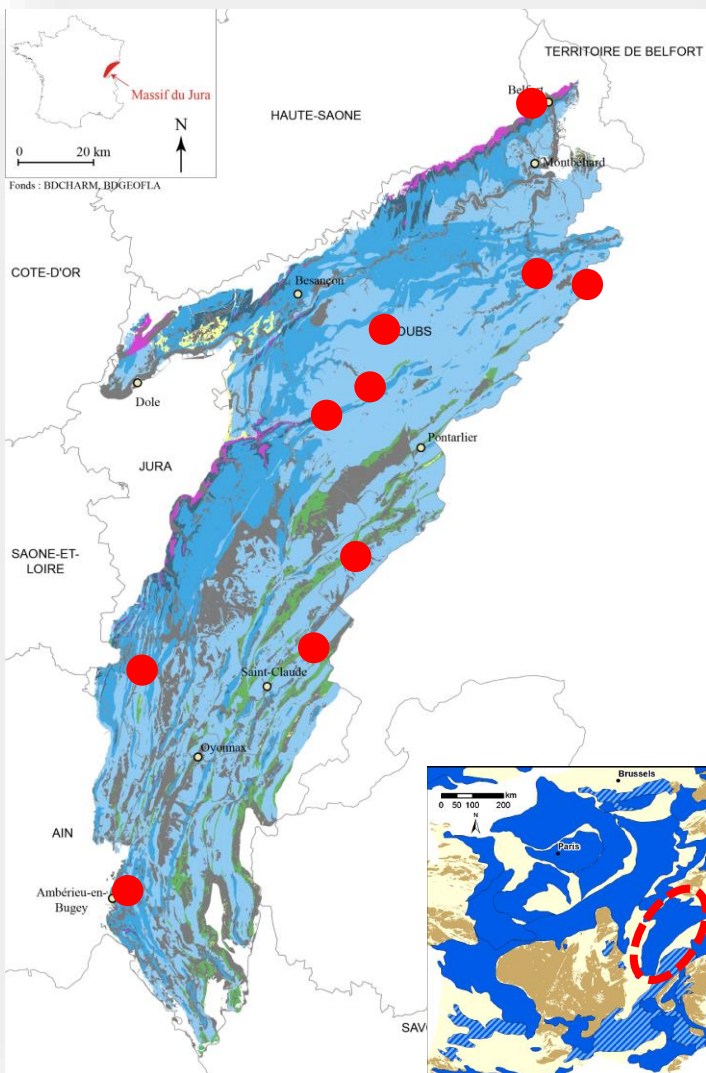 Massif du Jura
N
0
20 km
Fonds : BDCHARM, BDGEOFLA
TERRITOIRE DE BELFORT
HAUTE-SAONE
Belfort
Montbéliard
COTE-D'OR
Besançon
DOUBS
Dole
JURA
Pontarlier
SAONE-ET-
LOIRE
Saint-Claude
Oyonnax
AIN
Ambérieu-en-
Bugey
Brussels
km
0 50 100 200
N
Paris